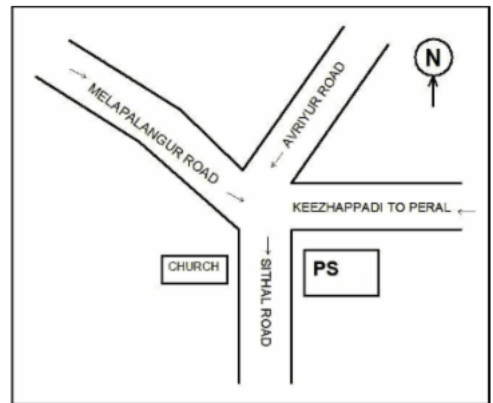 N
MELAPALANGUR ROAD
AVRIYUR ROAD
KEEZHAPPADI TO PERAL
CHURCH
SITHAL ROAD
PS